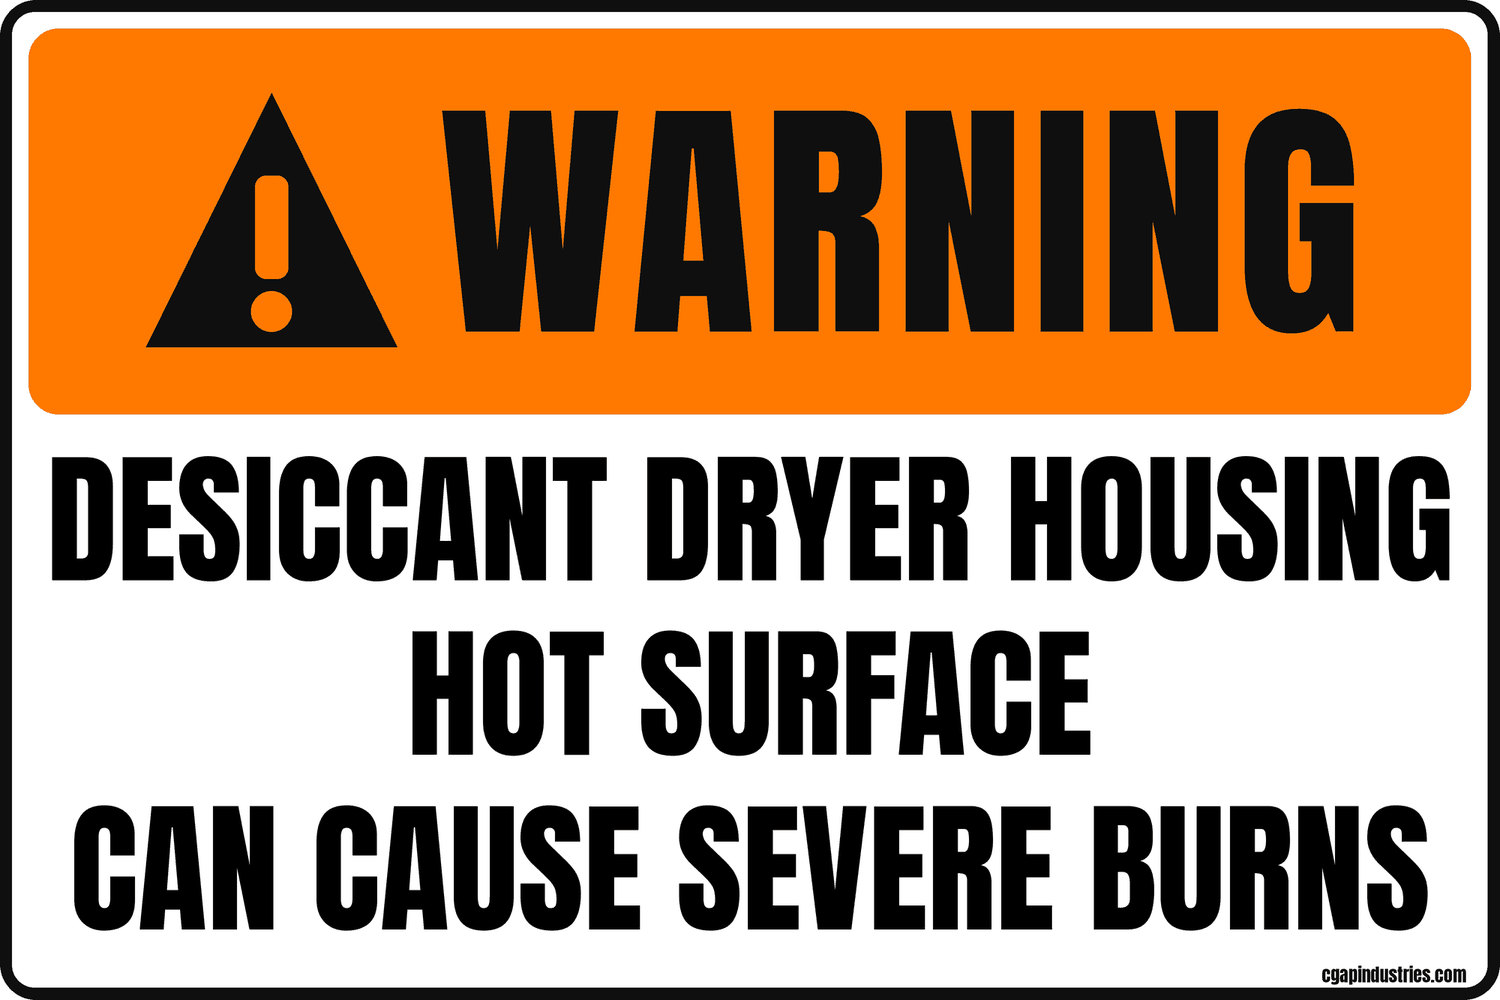 WARNING
DESICCANT DRYER HOUSING
HOT SURFACE
CAN CAUSE SEVERE BURNS
cgapindustries.com